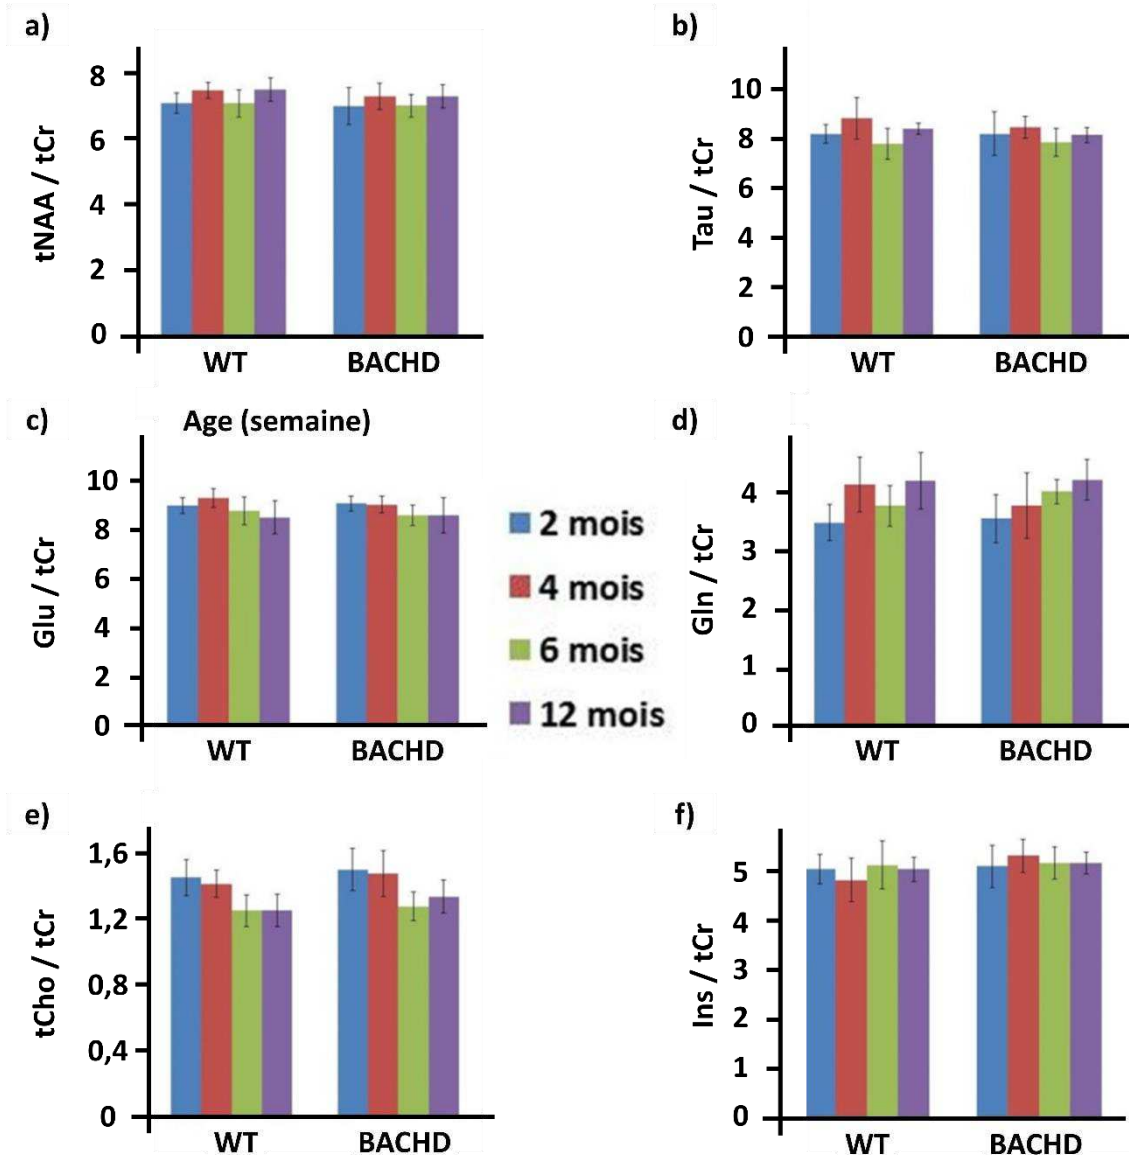 a)
8
6
4
2
0
tNAA / tCr
WT
BACHD
b)
10
8
6
4
2
0
Tau / tCr
WT
BACHD
c)
Age (semaine)
10
8
6
4
2
0
Glu / tCr
WT
BACHD
2 mois
4 mois
6 mois
12 mois
d)
4
3
2
1
0
Gln / tCr
WT
BACHD
e)
1,6
1,2
0,8
0,4
0
tCho / tCr
WT
BACHD
f)
5
4
3
2
1
0
Ins / tCr
WT
BACHD